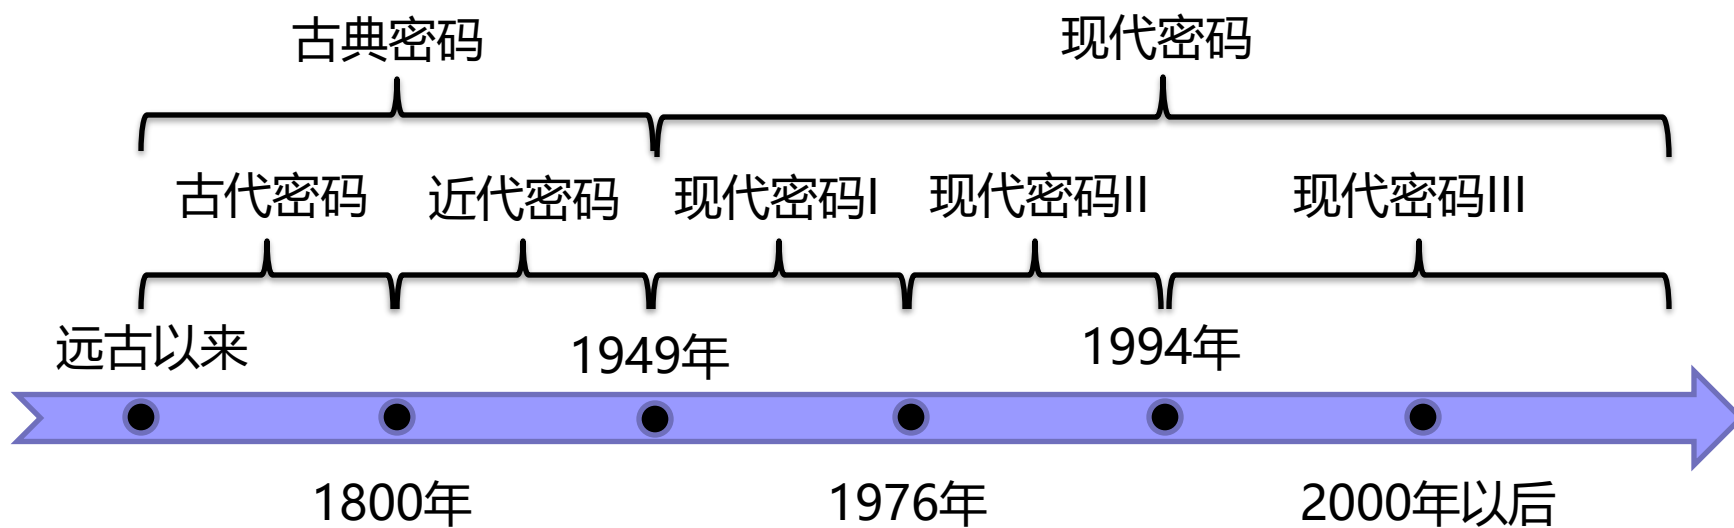 古典密码
现代密码
古代密码
近代密码
现代密码I
现代密码II
现代密码III
远古以来
1949年
1994年
1800年
1976年
2000年以后